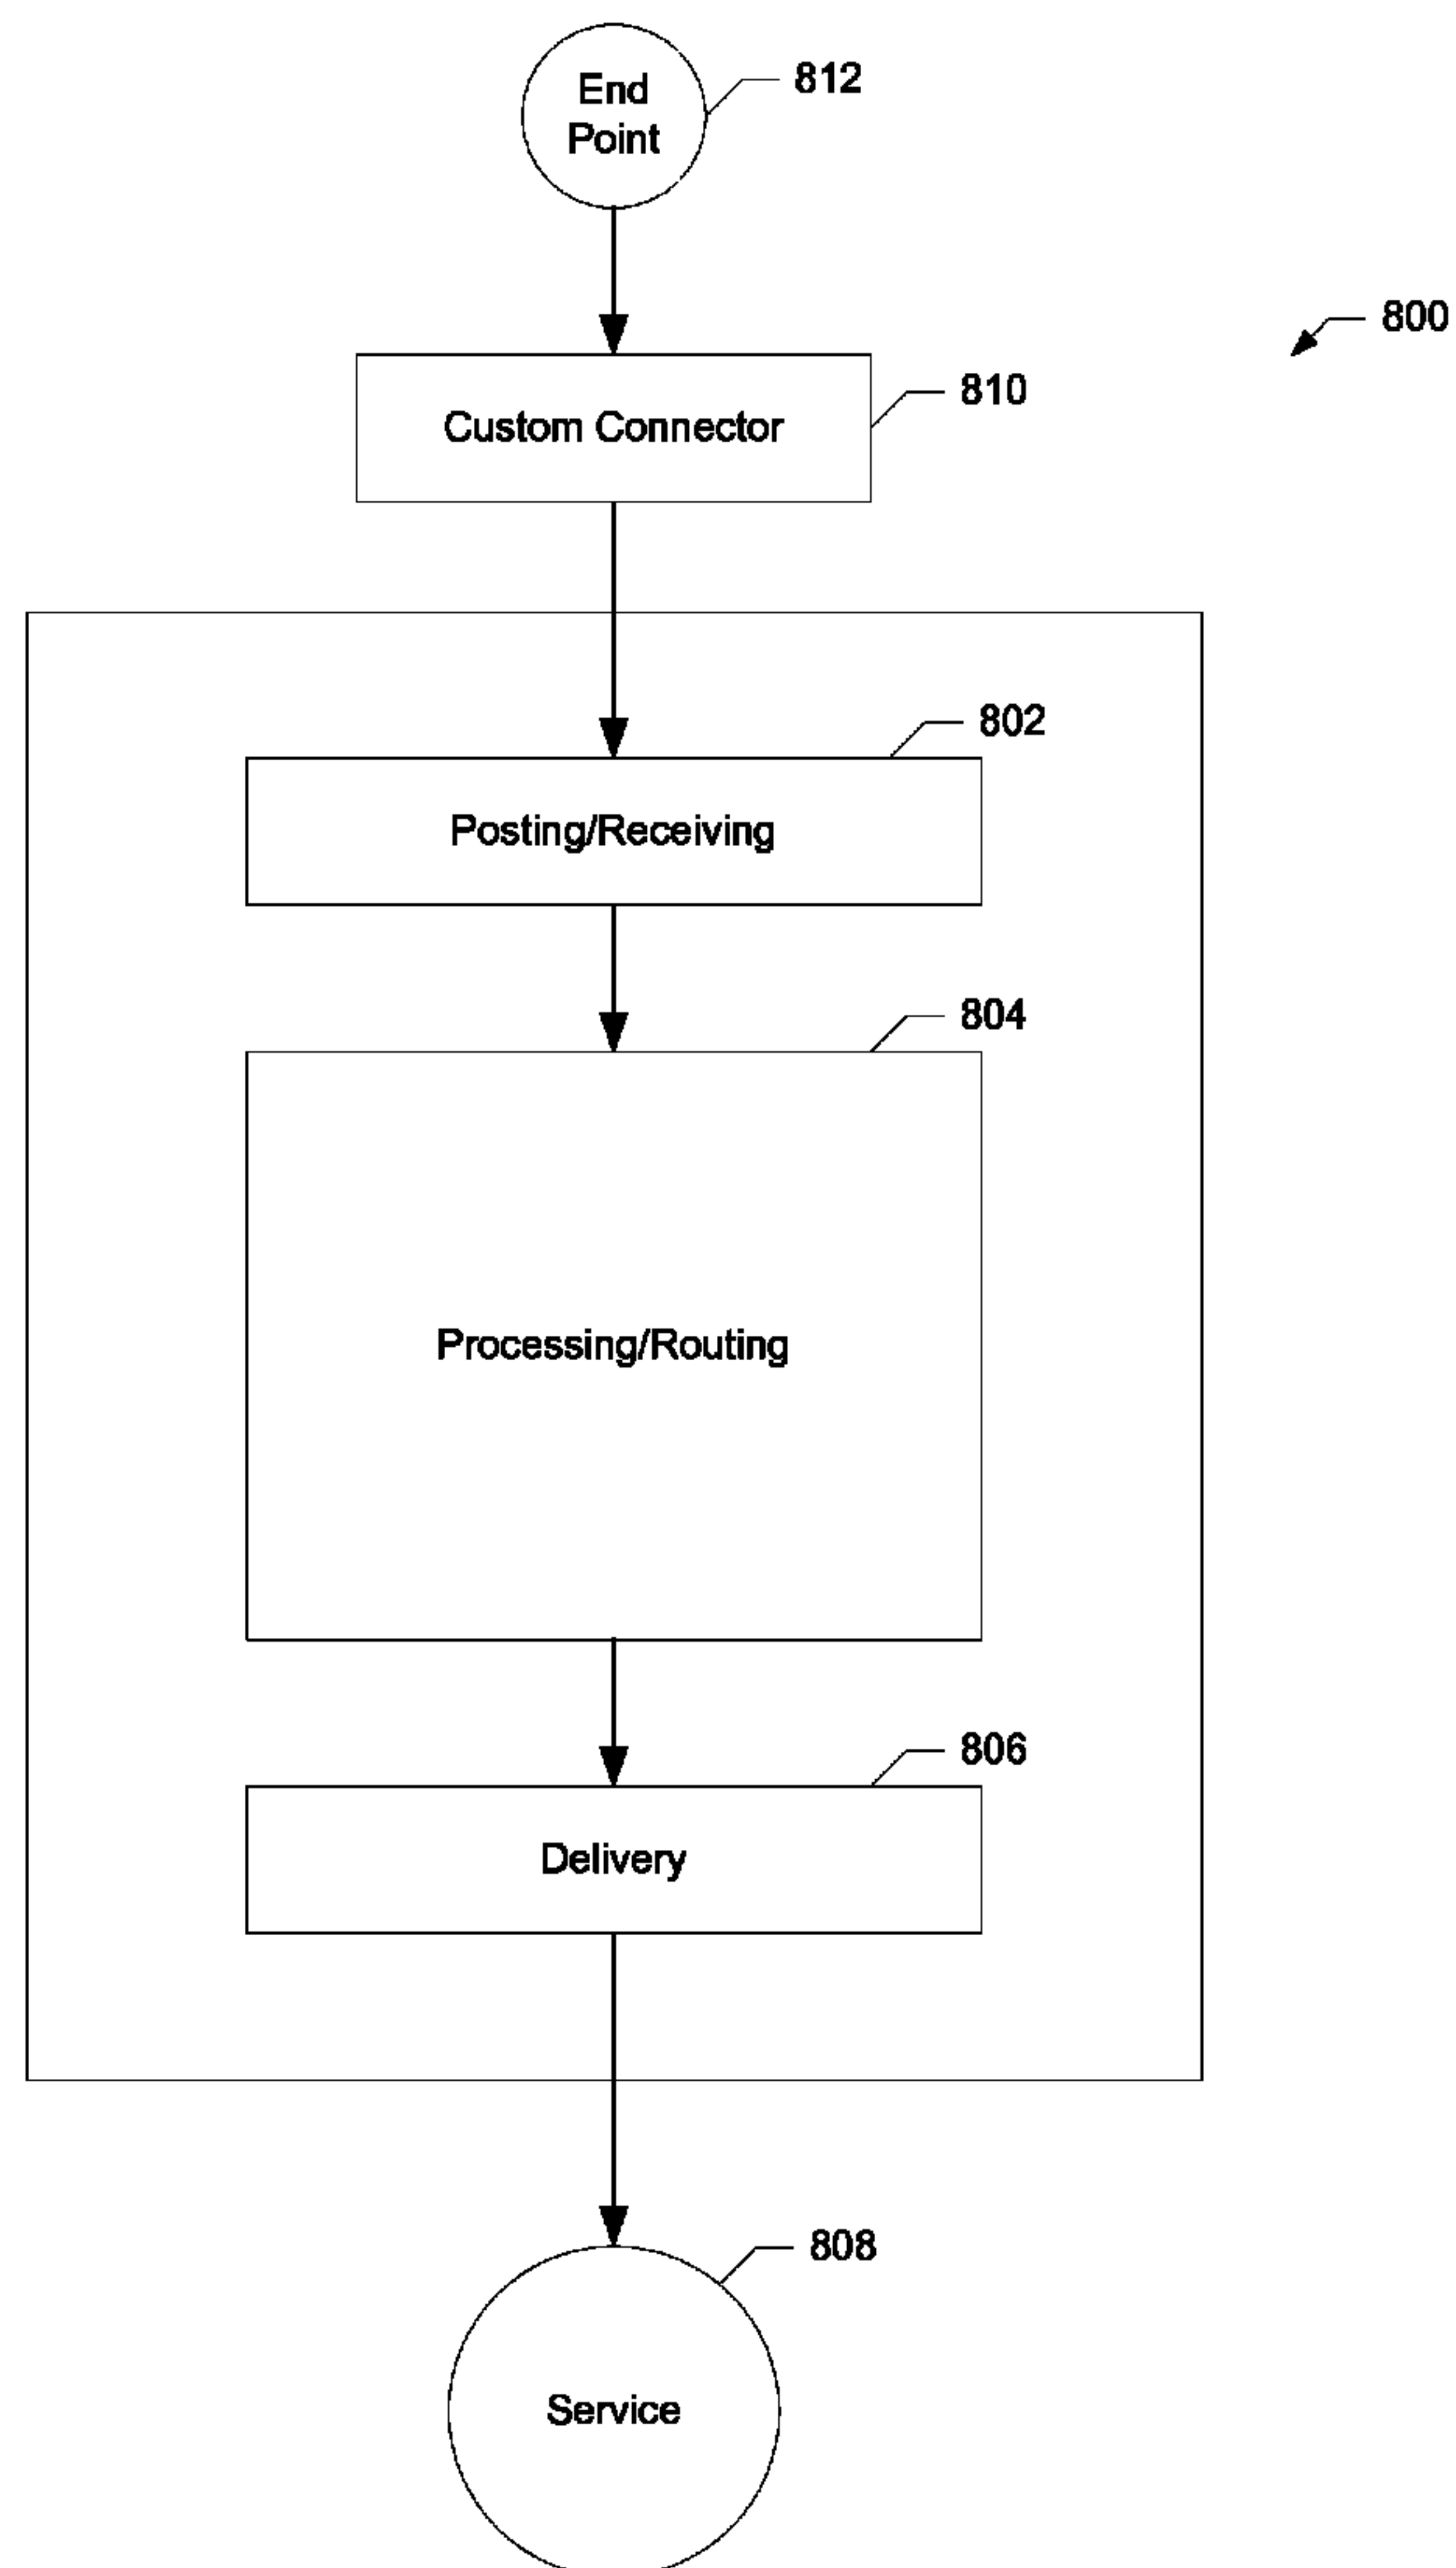 End
Point
812
800
Custom Connector
810
802
Posting/Receiving
804
Processing/Routing
806
Delivery
808
Service